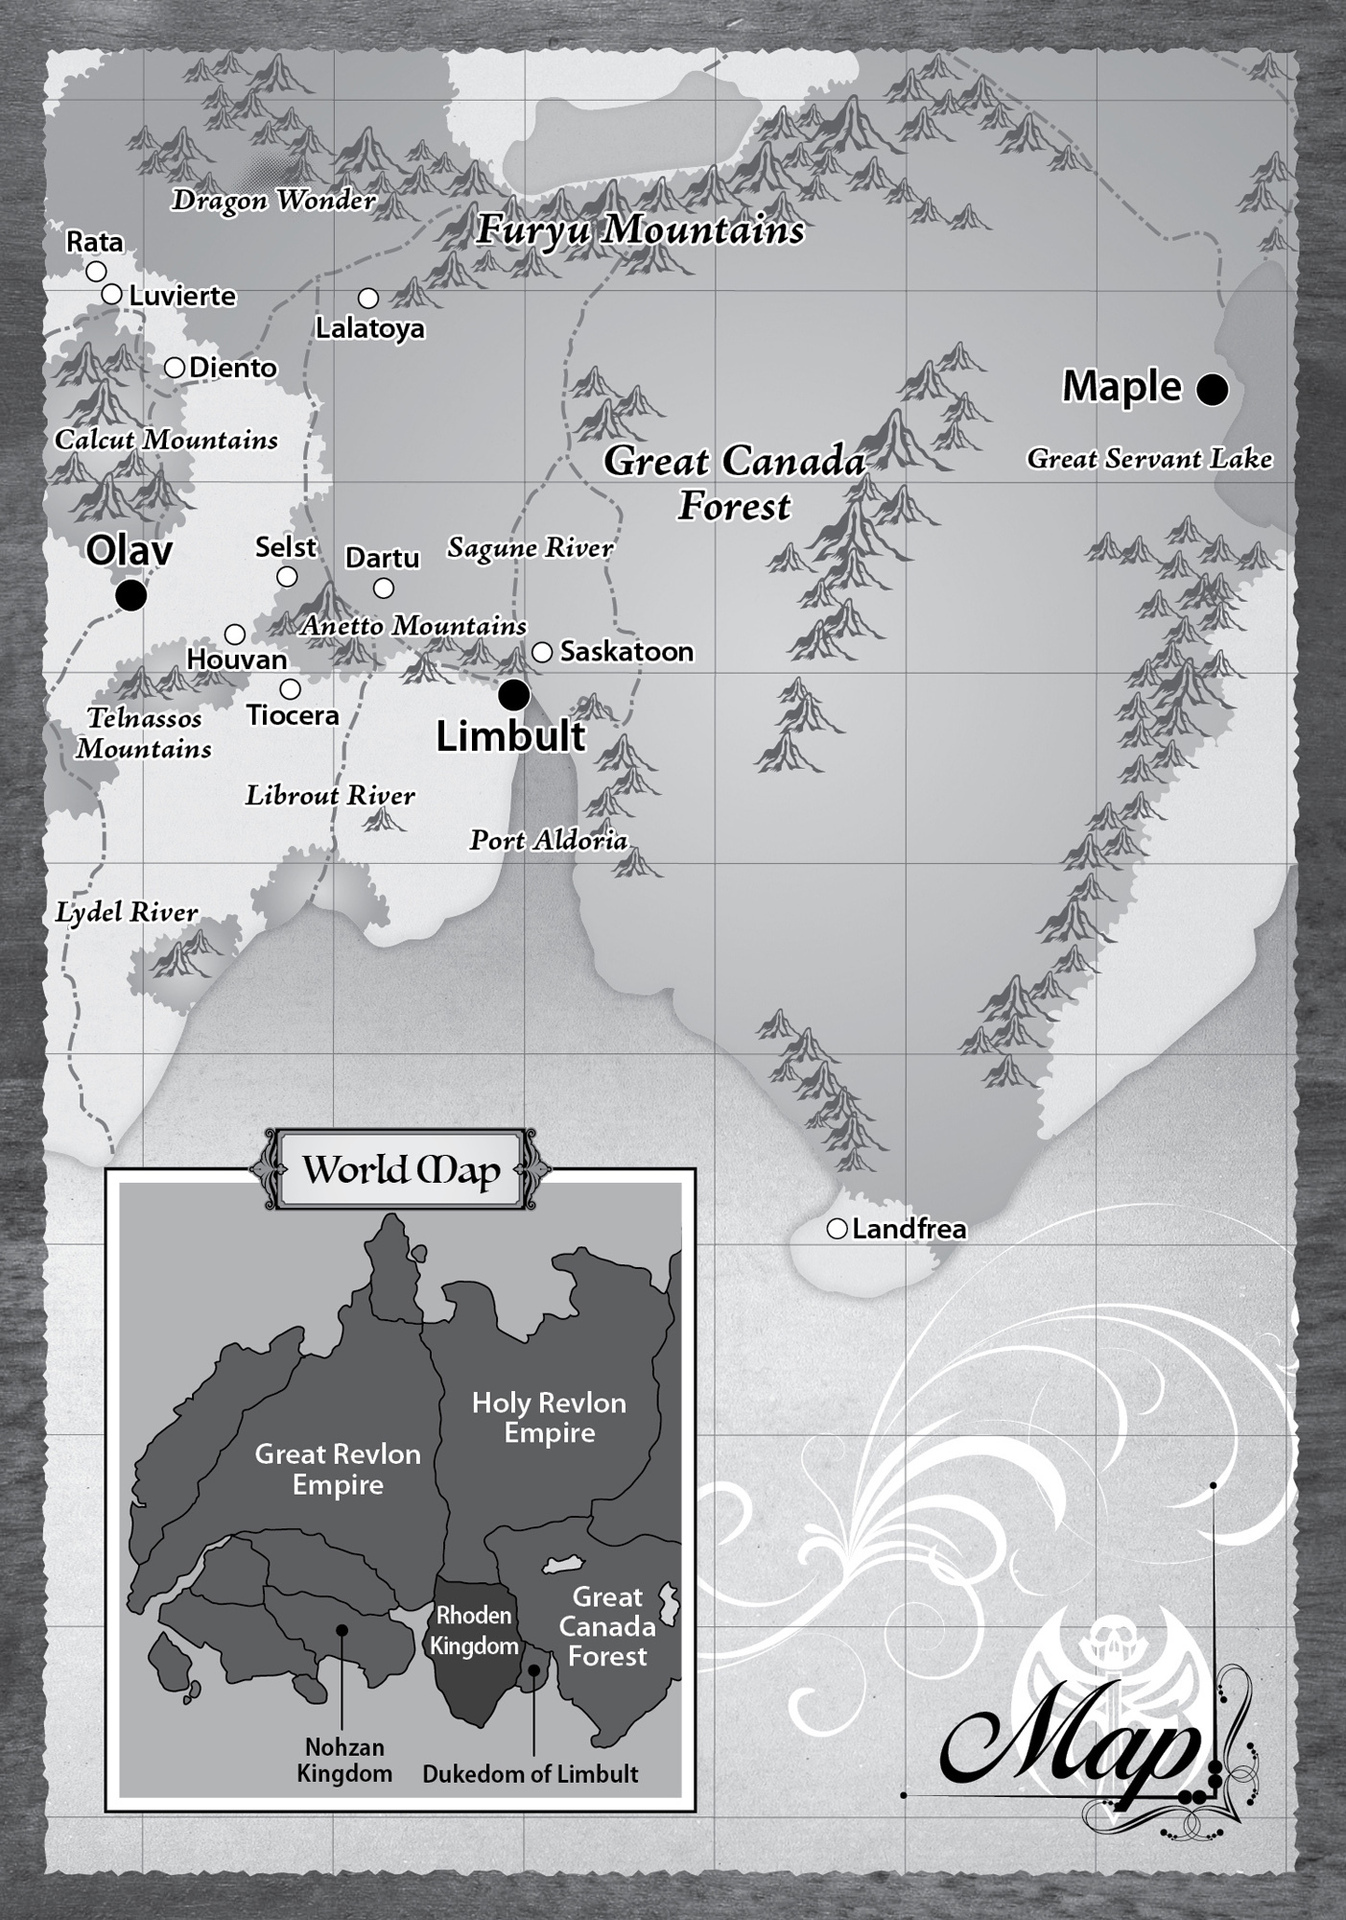 Dragon Wonder
Furyu Mountains
Rata
Luvierte
Lalatoya
Diento
Maple
Calcut Mountains
Great Canada
Forest
Great Servant Lake
Olav
Selst
Dartu
Sagune River
Anetto Mountains
Houvan
Saskatoon
Tiocera
Telnassos
Mountains
Limbult
Librout River
Port Aldoria
Lydel River
Landfrea
World Map
Holy Revlon
Empire
Great Revlon
Empire
Rhoden
Kingdom
Great
Canada
Forest
Nohzan
Kingdom
Dukedom of Limbult
Map